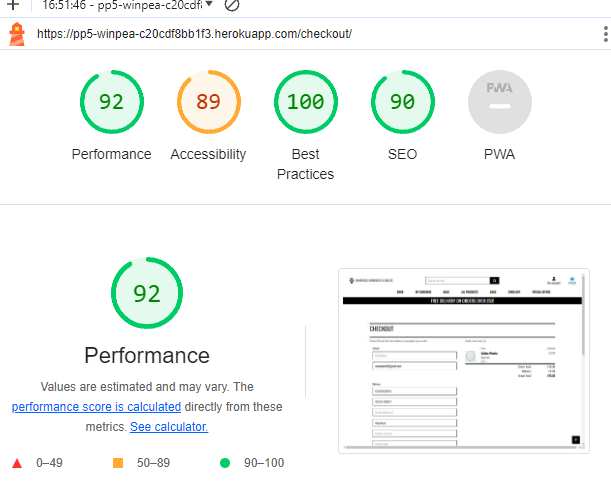 16:51:46 - pp5-winpea-c20cdf
https://pp5-winpea-c20cdf8bb1f3.herokuapp.com/checkout/
92
89
100
90
PWA
Performance
Accessibility
Best
Practices
SEO
PWA
92
Performance
Values are estimated and may vary. The
performance score is calculated directly from these
metrics. See calculator.
0–49
50–89
90–100
FREE DELIVERY ON ORDERS OVER
CHECKOUT